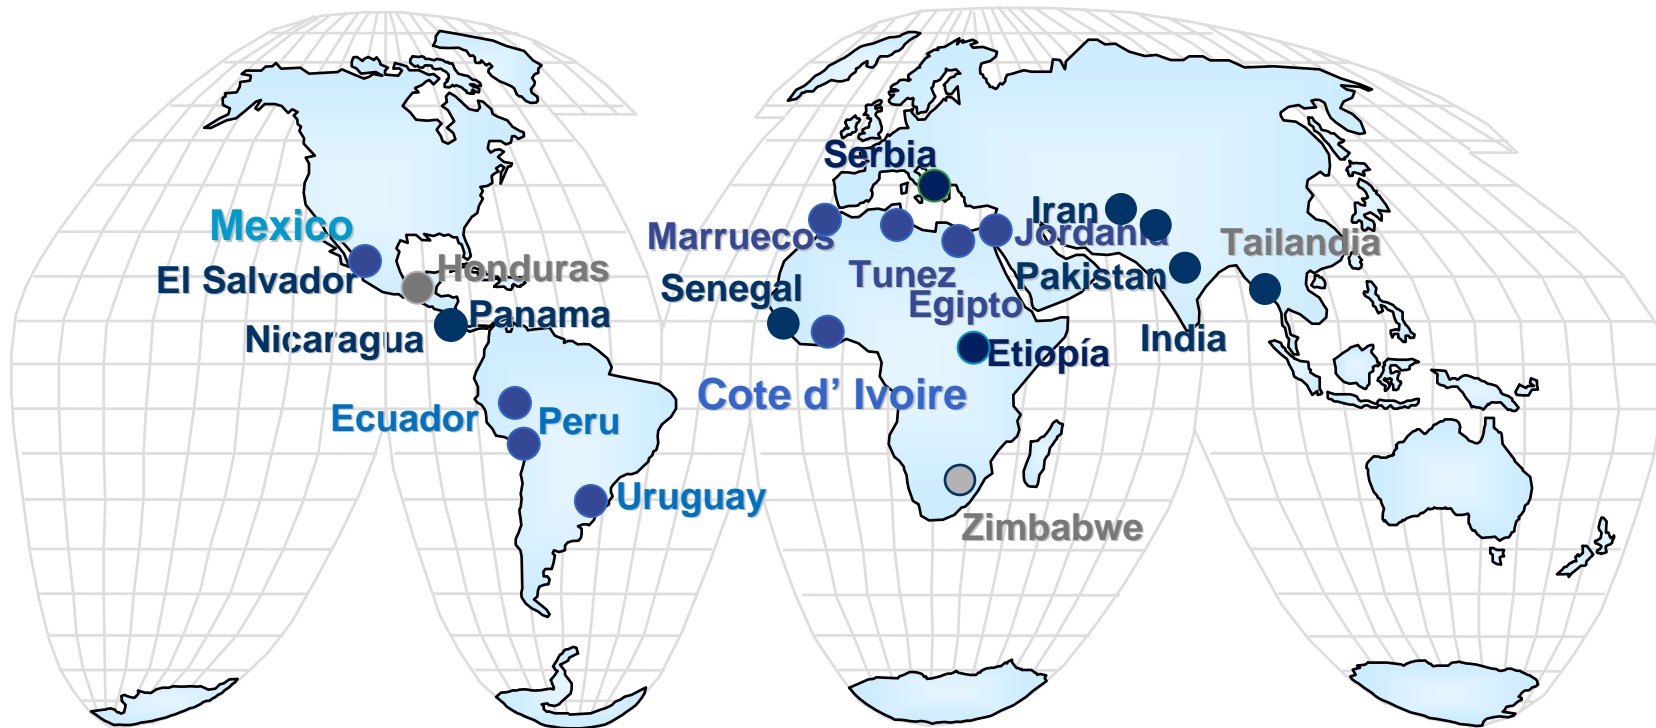 Serbia
Mexico
Marruecos
Iran
Jordania
Tailandia
El Salvador
Honduras
Senegal
Tunez
Pakistan
Nicaragua
Panama
Egipto
Etiopía
India
Cote d’ Ivoire
Ecuador
Peru
Uruguay
Zimbabwe